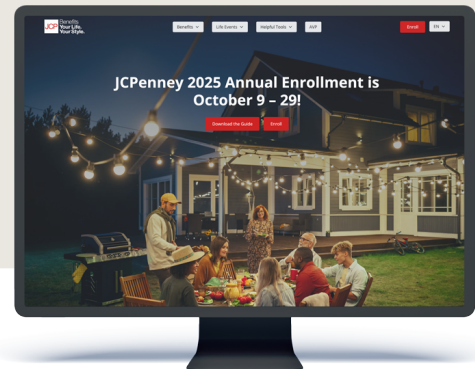 JCP
Benefits
Your Life.
Your Style.
Benefits
Life Events
Helpful Tools
AVP
Enroll
EN
JCPenney 2025 Annual Enrollment is
October 9 – 29!
Download the Guide
Enroll